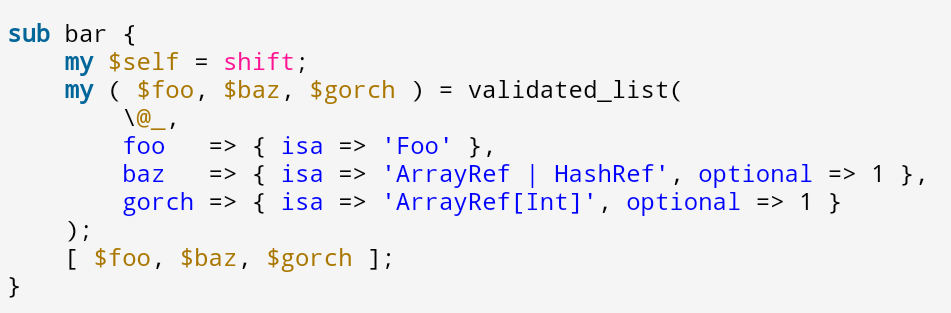 sub bar {
    my $self = shift;
    my ( $foo, $baz, $gorch ) = validated_list(
        \@_,
        foo   => { isa => 'Foo' },
        baz   => { isa => 'ArrayRef | HashRef', optional => 1 },
        gorch => { isa => 'ArrayRef[Int]', optional => 1 }
    );
    [ $foo, $baz, $gorch ];
}